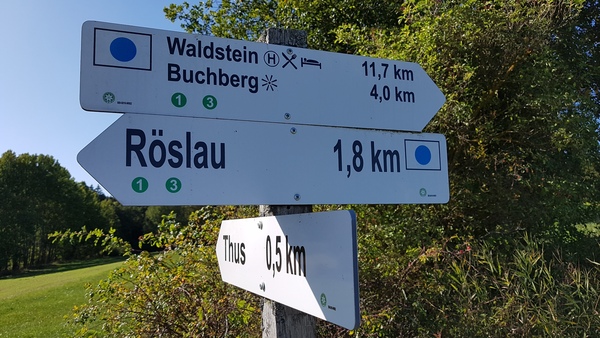 Waldstein H 11,7 km
Buchberg 4,0 km
1 3
Röslau 1,8 km
1 3
Thus 0,5 km